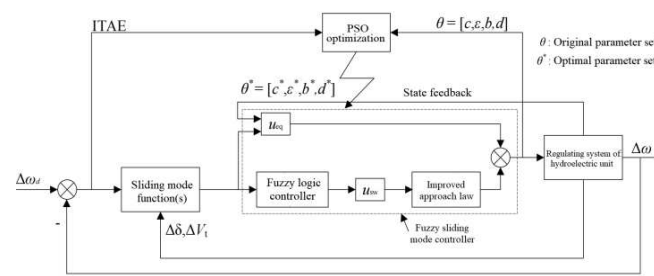 ITAE
PSO
optimization
θ = [c,ε,b,d]
θ : Original parameter se
θ* : Optimal parameter set
θ* = [c*,ε*,b*,d*]
State feedback
u_eq
Δω_d
Sliding mode
function(s)
Fuzzy logic
controller
u_sw
Improved
approach law
Regulating system of
hydroelectric unit
Δω
-
Δδ,ΔV_t
Fuzzy sliding
mode controller